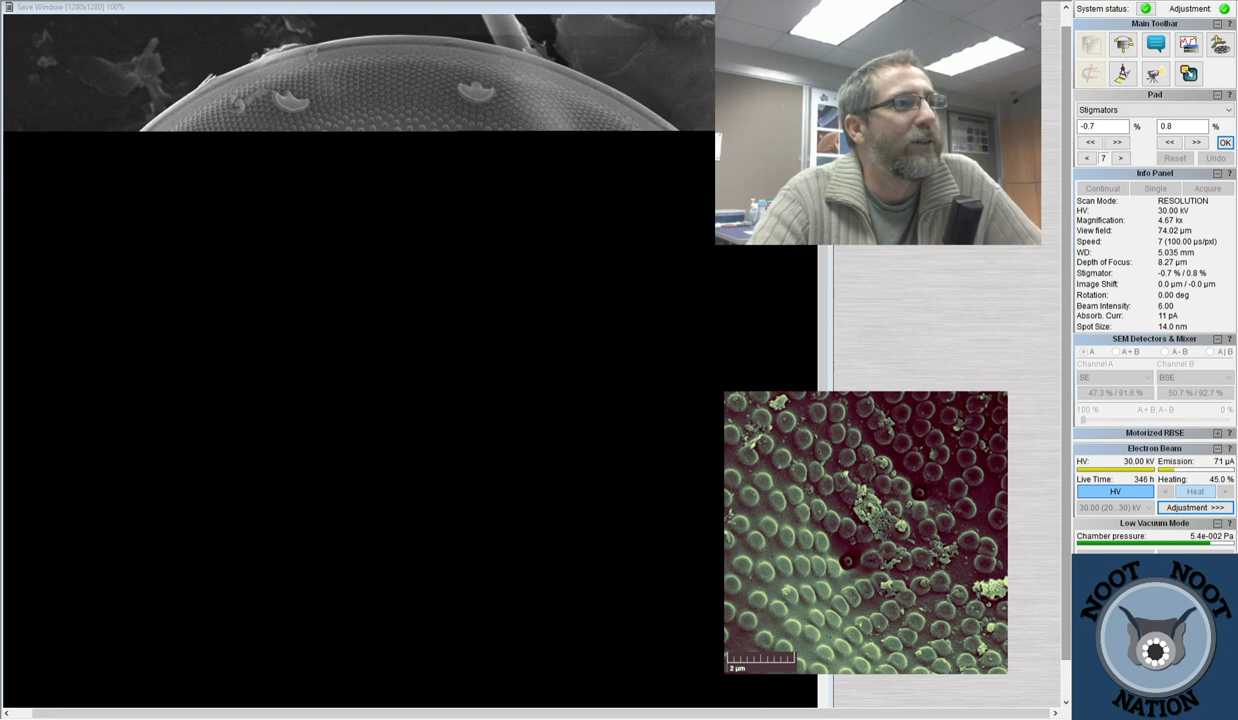 Save Window [1280x1280] 100%
System status: Adjustment:
Main Toolbar
Pad
Stigmators
-0.7 % 0.8 %
<< >> << >> OK
< 7 > Reset Undo
Info Panel
Continual Single Acquire
Scan Mode: RESOLUTION
HV: 30.00 kV
Magnification: 4.67 kx
View field: 74.02 µm
Speed: 7 (100.00 µs/pxl)
WD: 5.035 mm
Depth of Focus: 8.27 µm
Stigmator: -0.7 % / 0.8 %
Image Shift: 0.0 µm / -0.0 µm
Rotation: 0.00 deg
Beam Intensity: 6.00
Absorb. Curr: 11 pA
Spot Size: 14.0 nm
SEM Detectors & Mixer
A A + B A - B A | B
Channel A Channel B
SE BSE
47.3 % / 91.6 % 50.7 % / 92.7 %
100 % A + B, A - B 0 %
Motorized RBSE
Electron Beam
HV: 30.00 kV Emission: 71 µA
Live Time: 346 h Heating: 45.0 %
HV < Heat >
30.00 (20...30) kV Adjustment >>>
Low Vacuum Mode
Chamber pressure: 5.4e-002 Pa
2 µm
NOOT NOOT
NATION